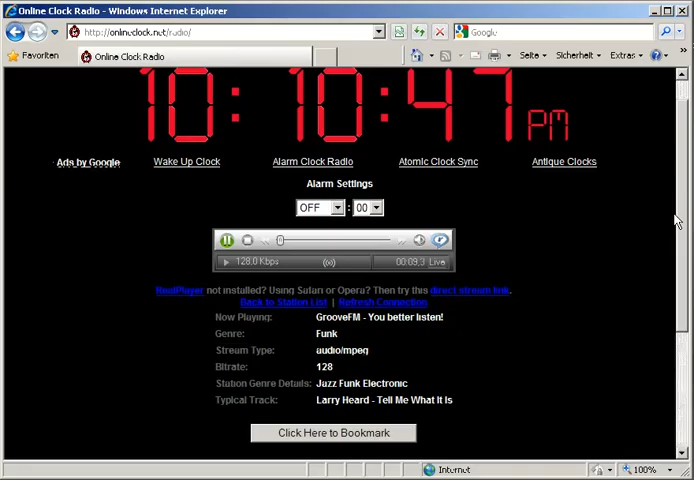 Online Clock Radio - Windows Internet Explorer
http://onlineclock.net/radio/
Google
Favoriten
Online Clock Radio
Seite
Sicherheit
Extras
10:10:47 PM
Ads by Google
Wake Up Clock
Alarm Clock Radio
Atomic Clock Sync
Antique Clocks
Alarm Settings
OFF : 00
128.0 Kbps
00:09,3 Live
RealPlayer not installed? Using Safari or Opera? Then try this direct stream link.
Back to Station List | Refresh Connection
Now Playing: GrooveFM - You better listen!
Genre: Funk
Stream Type: audio/mpeg
Bitrate: 128
Station Genre Details: Jazz Funk Electronic
Typical Track: Larry Heard - Tell Me What It Is
Click Here to Bookmark
Internet
100%